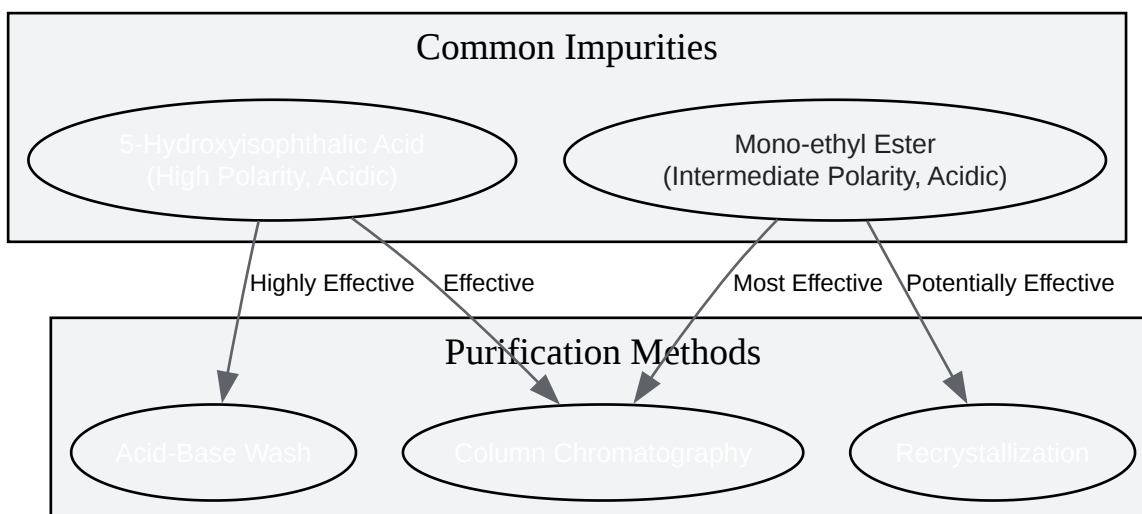 Common Impurities
5-Hydroxyisophthalic Acid
(High Polarity, Acidic)
Mono-ethyl Ester
(Intermediate Polarity, Acidic)
Highly Effective
Effective
Most Effective
Potentially Effective
Purification Methods
Acid-Base Wash
Column Chromatography
Recrystallization